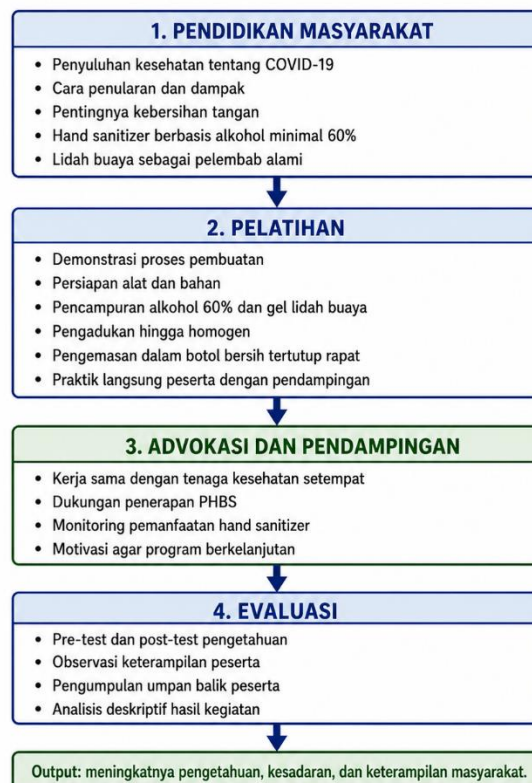 1. PENDIDIKAN MASYARAKAT
• Penyuluhan kesehatan tentang COVID-19
• Cara penularan dan dampak
• Pentingnya kebersihan tangan
• Hand sanitizer berbasis alkohol minimal 60%
• Lidah buaya sebagai pelembab alami
2. PELATIHAN
• Demonstrasi proses pembuatan
• Persiapan alat dan bahan
• Pencampuran alkohol 60% dan gel lidah buaya
• Pengadukan hingga homogen
• Pengemasan dalam botol bersih tertutup rapat
• Praktik langsung peserta dengan pendampingan
3. ADVOKASI DAN PENDAMPINGAN
• Kerja sama dengan tenaga kesehatan setempat
• Dukungan penerapan PHBS
• Monitoring pemanfaatan hand sanitizer
• Motivasi agar program berkelanjutan
4. EVALUASI
• Pre-test dan post-test pengetahuan
• Observasi keterampilan peserta
• Pengumpulan umpan balik peserta
• Analisis deskriptif hasil kegiatan
Output: meningkatnya pengetahuan, kesadaran, dan keterampilan masyarakat.